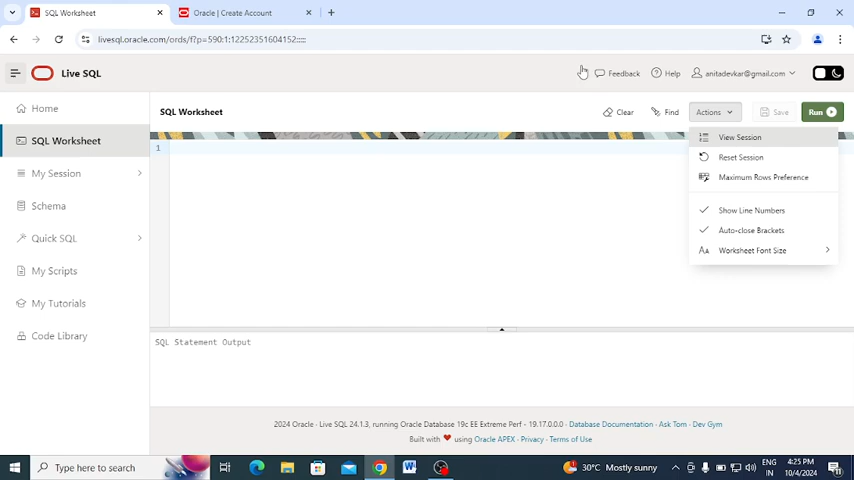 SQL Worksheet
Oracle | Create Account
livesql.oracle.com/ords/f?p=590:1:12252351604152:::::
Live SQL
Feedback
Help
anitadevkar@gmail.com
Home
SQL Worksheet
My Session
Schema
Quick SQL
My Scripts
My Tutorials
Code Library
SQL Worksheet
Clear
Find
Actions
Save
Run
1
View Session
Reset Session
Maximum Rows Preference
Show Line Numbers
Auto-close Brackets
Worksheet Font Size
SQL Statement Output
2024 Oracle · Live SQL 24.1.3, running Oracle Database 19c EE Extreme Perf - 19.17.0.0.0 · Database Documentation · Ask Tom · Dev Gym
Built with ❤ using Oracle APEX · Privacy · Terms of Use
Type here to search
30°C Mostly sunny
ENG
IN
4:25 PM
10/4/2024